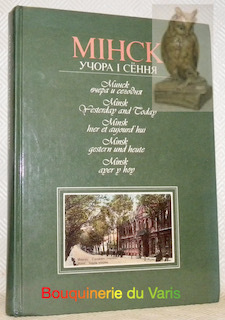 МІНСК
УЧОРА І СЁННЯ
Минск
вчера и сегодня
Minsk
Yesterday and Today
Minsk
hier et aujourd'hui
Minsk
gestern und heute
Minsk
ayer y hoy
Bouquinerie du Varis